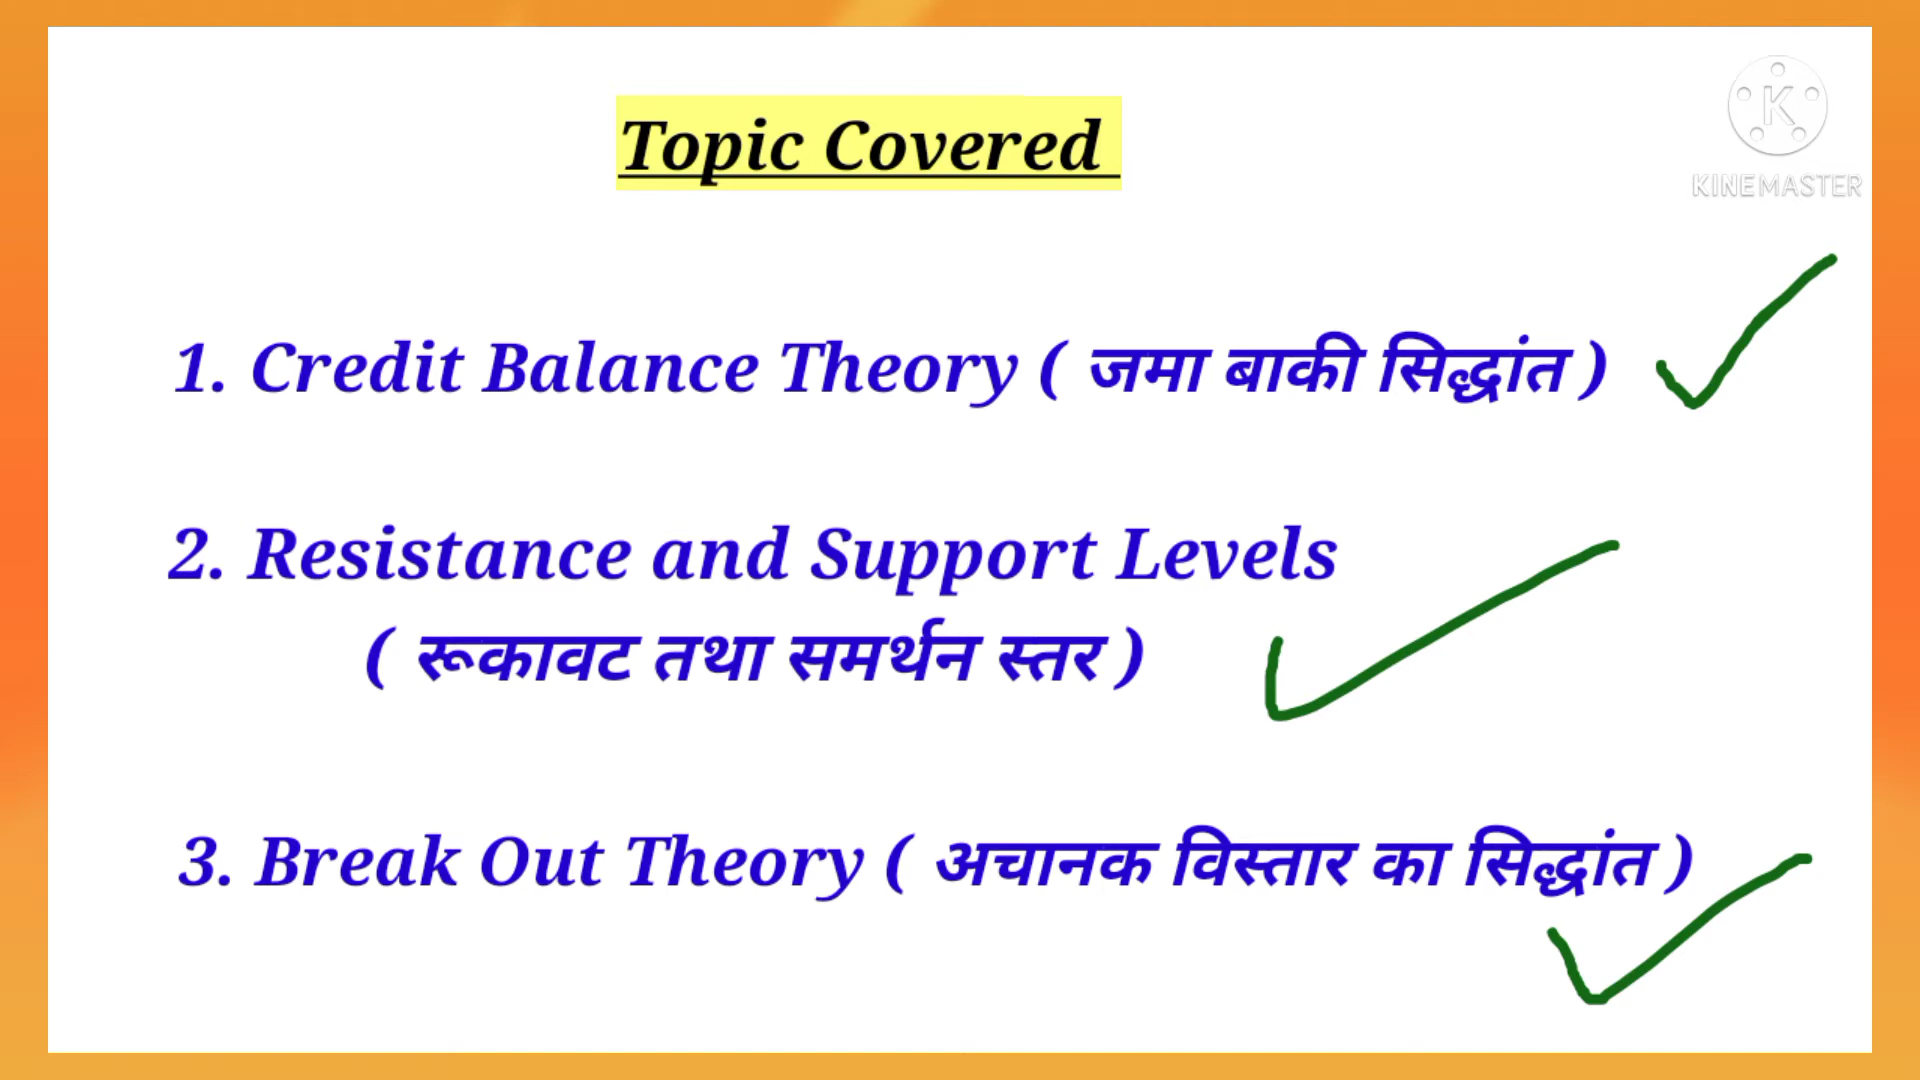 Topic Covered
K
KINEMASTER
1. Credit Balance Theory ( जमा बाकी सिद्धांत )
2. Resistance and Support Levels
( रूकावट तथा समर्थन स्तर )
3. Break Out Theory ( अचानक विस्तार का सिद्धांत )